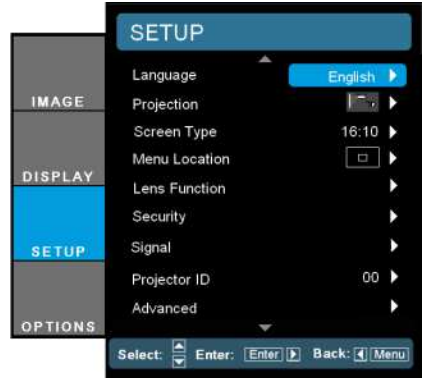 SETUP
Language English
IMAGE
Projection
Screen Type 16:10
Menu Location
DISPLAY
Lens Function
Security
SETUP
Signal
Projector ID 00
Advanced
OPTIONS
Select: Enter: Enter Back: Menu